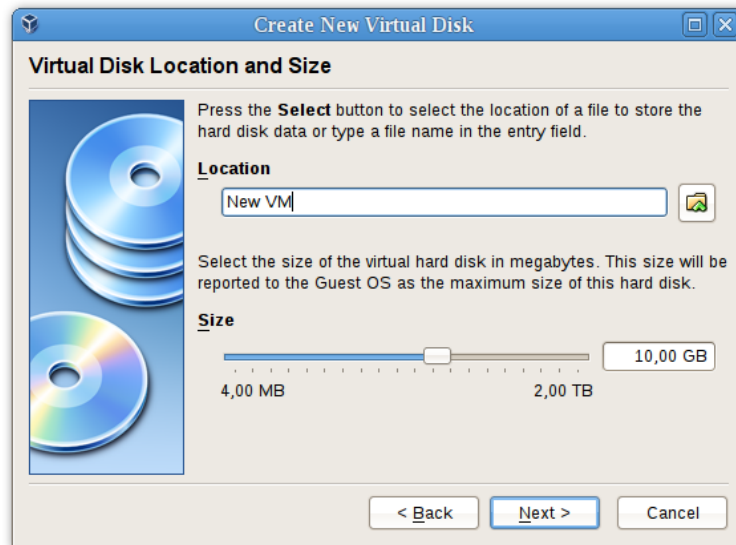 Create New Virtual Disk
Virtual Disk Location and Size
Press the Select button to select the location of a file to store the
hard disk data or type a file name in the entry field.
Location
New VM
Select the size of the virtual hard disk in megabytes. This size will be
reported to the Guest OS as the maximum size of this hard disk.
Size
10,00 GB
4,00 MB 2,00 TB
< Back Next > Cancel